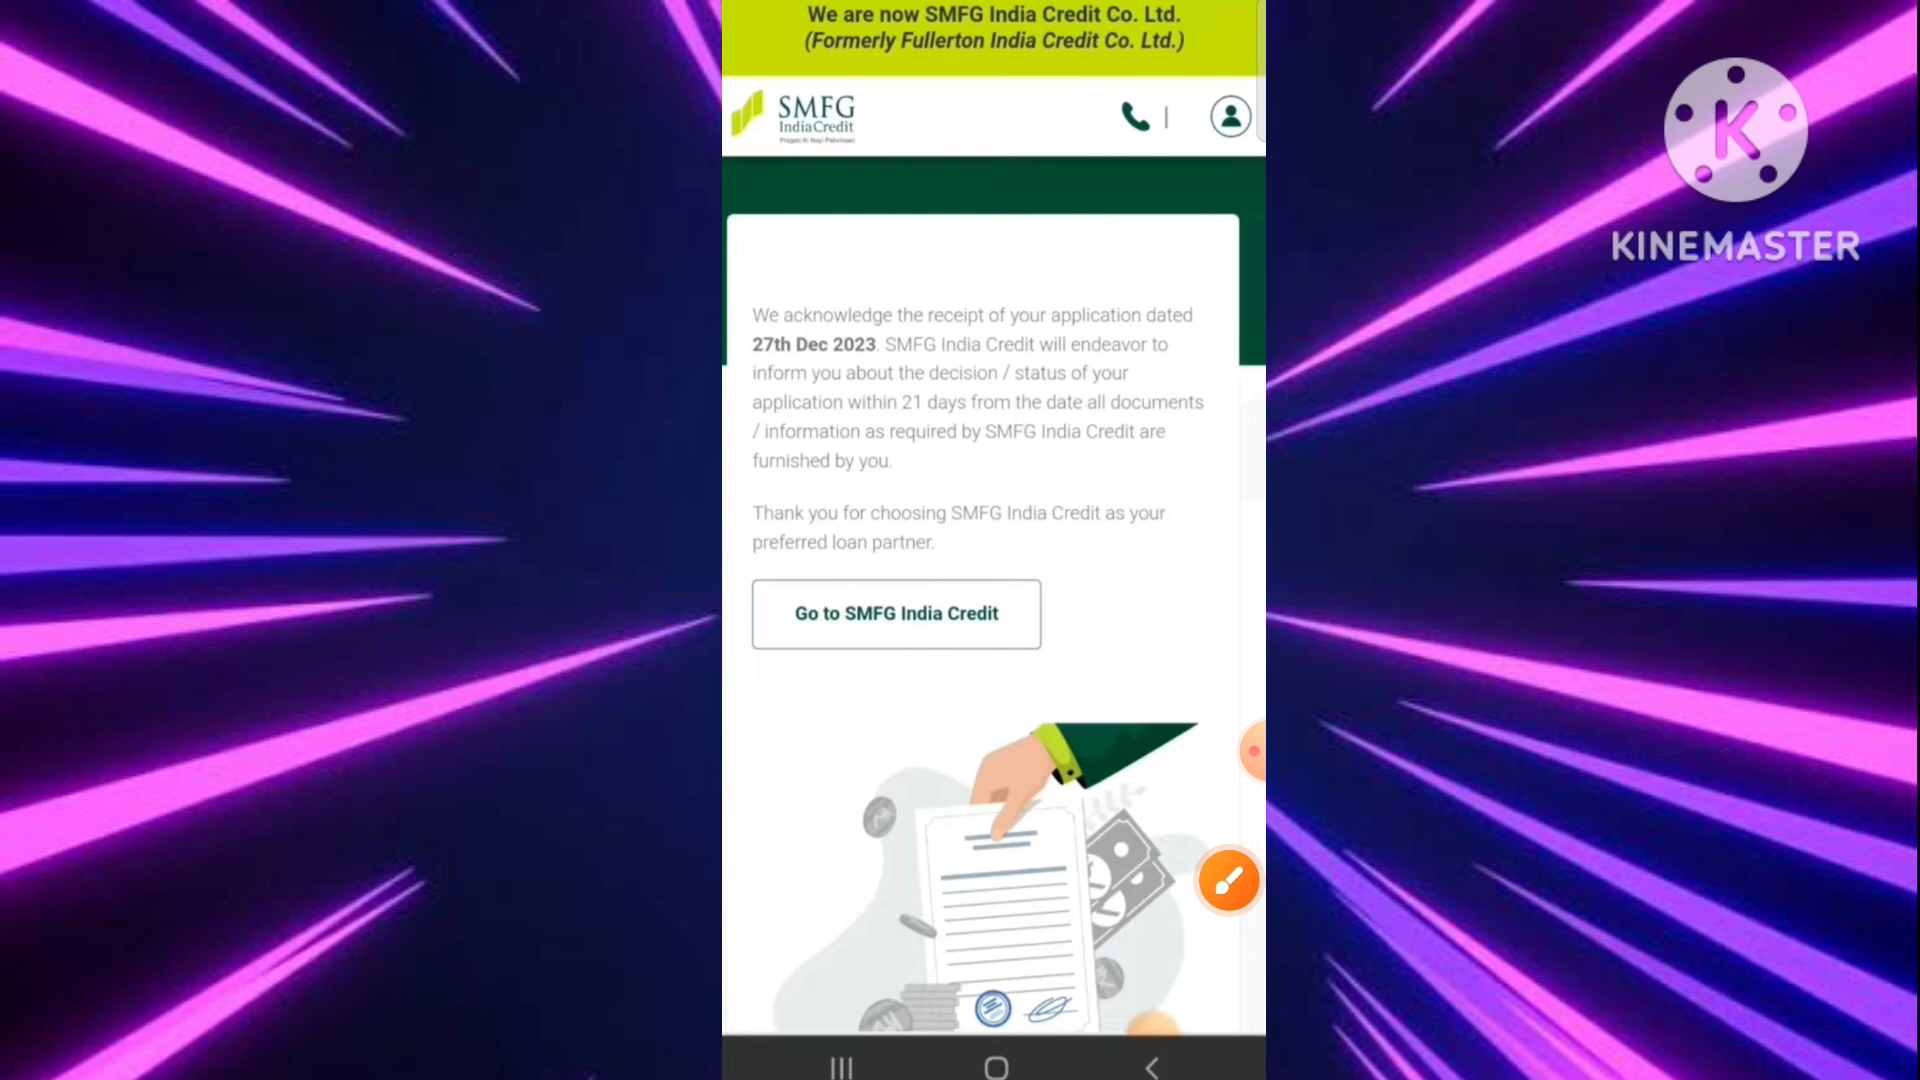 We are now SMFG India Credit Co. Ltd.
(Formerly Fullerton India Credit Co. Ltd.)
SMFG
IndiaCredit
Pragati Ki Nayi Pehchaan
KINEMASTER
We acknowledge the receipt of your application dated
27th Dec 2023. SMFG India Credit will endeavor to
inform you about the decision / status of your
application within 21 days from the date all documents
/ information as required by SMFG India Credit are
furnished by you.
Thank you for choosing SMFG India Credit as your
preferred loan partner.
Go to SMFG India Credit